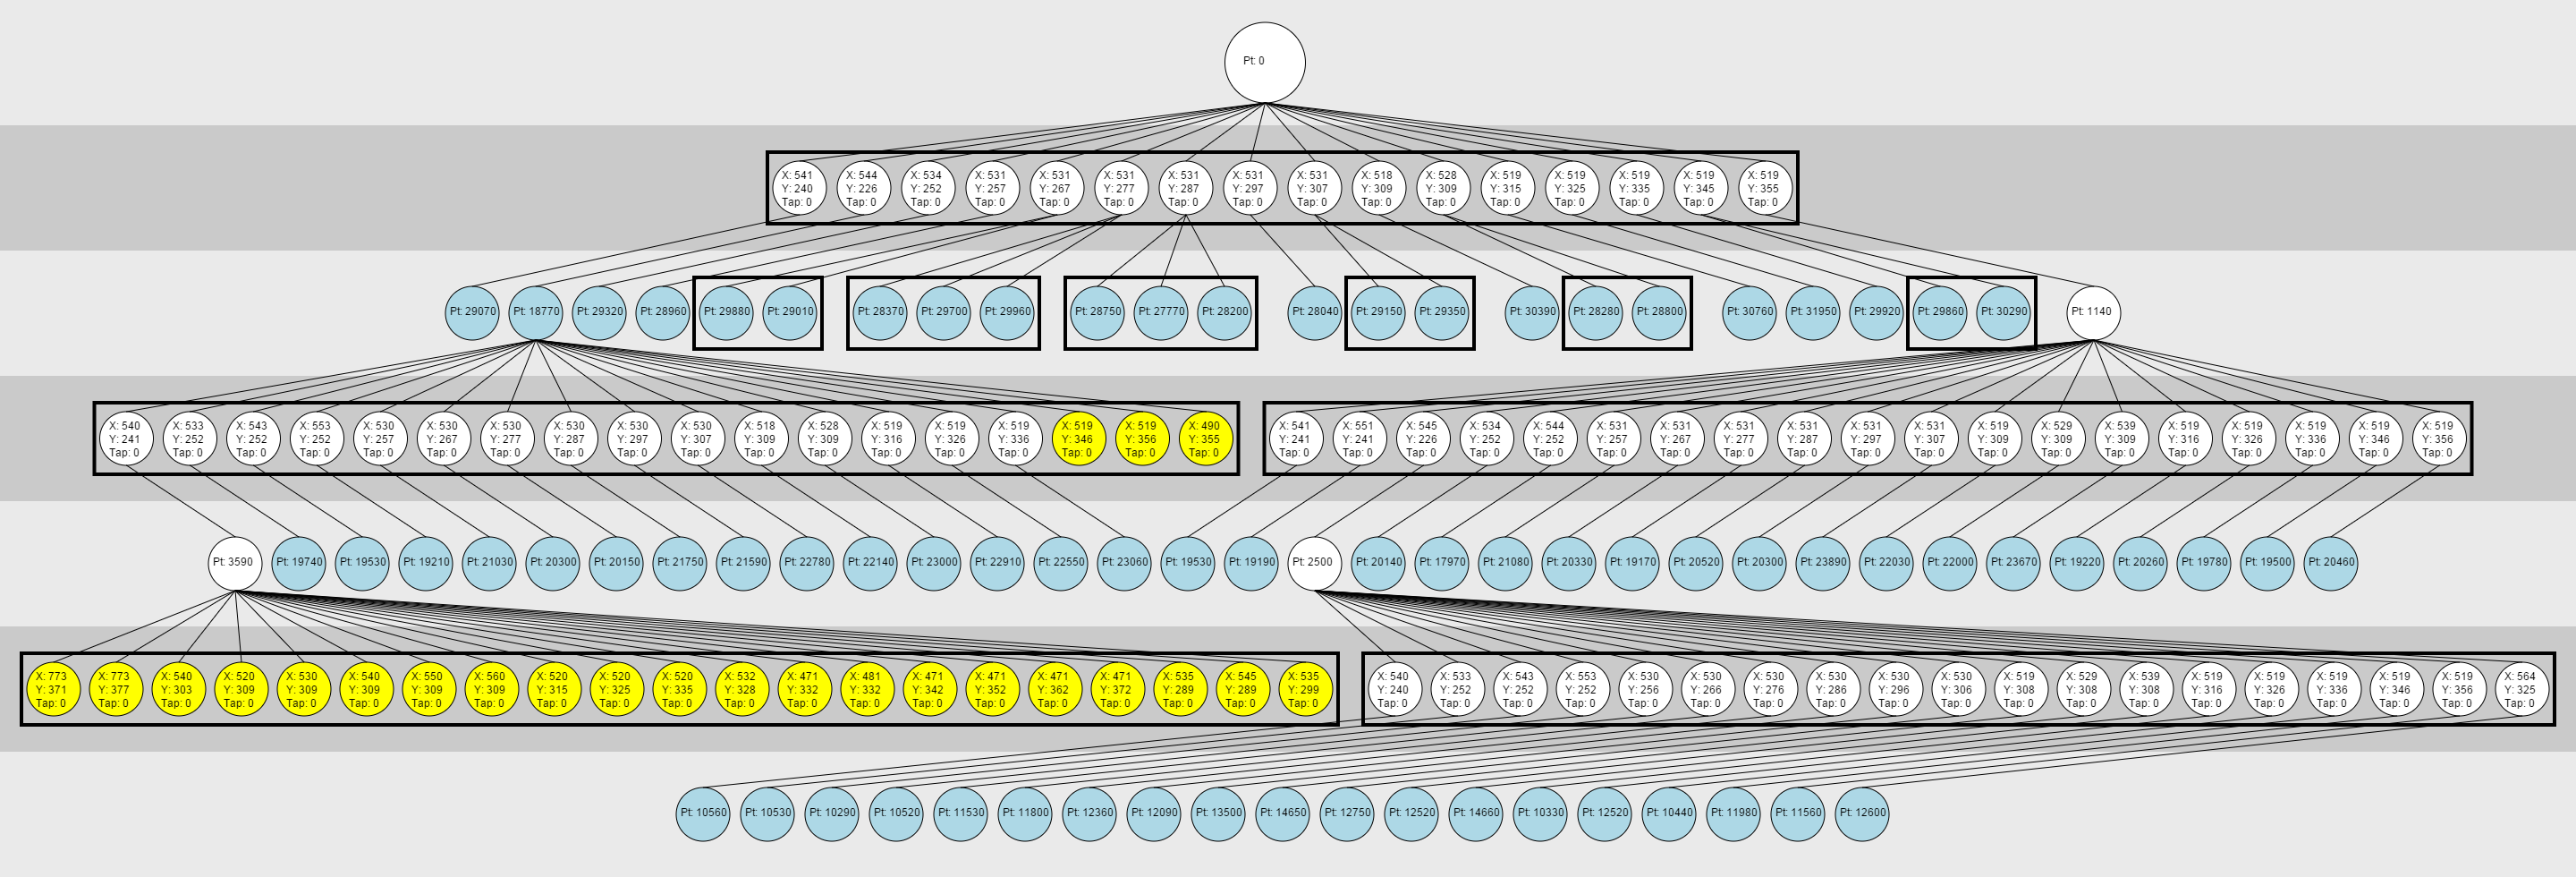 Pt: 0
X: 541
Y: 240
Tap: 0
X: 544
Y: 226
Tap: 0
X: 534
Y: 252
Tap: 0
X: 531
Y: 257
Tap: 0
X: 531
Y: 267
Tap: 0
X: 531
Y: 277
Tap: 0
X: 531
Y: 287
Tap: 0
X: 531
Y: 297
Tap: 0
X: 531
Y: 307
Tap: 0
X: 518
Y: 309
Tap: 0
X: 528
Y: 309
Tap: 0
X: 519
Y: 315
Tap: 0
X: 519
Y: 325
Tap: 0
X: 519
Y: 335
Tap: 0
X: 519
Y: 345
Tap: 0
X: 519
Y: 355
Tap: 0
Pt: 29070
Pt: 18770
Pt: 29320
Pt: 28960
Pt: 29880
Pt: 29010
Pt: 28370
Pt: 29700
Pt: 29960
Pt: 28750
Pt: 27770
Pt: 28200
Pt: 28040
Pt: 29150
Pt: 29350
Pt: 30390
Pt: 28280
Pt: 28800
Pt: 30760
Pt: 31950
Pt: 29920
Pt: 29860
Pt: 30290
Pt: 1140
X: 540
Y: 241
Tap: 0
X: 533
Y: 252
Tap: 0
X: 543
Y: 252
Tap: 0
X: 553
Y: 252
Tap: 0
X: 530
Y: 257
Tap: 0
X: 530
Y: 267
Tap: 0
X: 530
Y: 277
Tap: 0
X: 530
Y: 287
Tap: 0
X: 530
Y: 297
Tap: 0
X: 530
Y: 307
Tap: 0
X: 518
Y: 309
Tap: 0
X: 528
Y: 309
Tap: 0
X: 519
Y: 316
Tap: 0
X: 519
Y: 326
Tap: 0
X: 519
Y: 336
Tap: 0
X: 519
Y: 346
Tap: 0
X: 519
Y: 356
Tap: 0
X: 490
Y: 355
Tap: 0
X: 541
Y: 241
Tap: 0
X: 551
Y: 241
Tap: 0
X: 545
Y: 226
Tap: 0
X: 534
Y: 252
Tap: 0
X: 544
Y: 252
Tap: 0
X: 531
Y: 257
Tap: 0
X: 531
Y: 267
Tap: 0
X: 531
Y: 277
Tap: 0
X: 531
Y: 287
Tap: 0
X: 531
Y: 297
Tap: 0
X: 531
Y: 307
Tap: 0
X: 519
Y: 309
Tap: 0
X: 529
Y: 309
Tap: 0
X: 539
Y: 309
Tap: 0
X: 519
Y: 316
Tap: 0
X: 519
Y: 326
Tap: 0
X: 519
Y: 336
Tap: 0
X: 519
Y: 346
Tap: 0
X: 519
Y: 356
Tap: 0
Pt: 3590
Pt: 19740
Pt: 19530
Pt: 19210
Pt: 21030
Pt: 20300
Pt: 20150
Pt: 21750
Pt: 21590
Pt: 22780
Pt: 22140
Pt: 23000
Pt: 22910
Pt: 22550
Pt: 23060
Pt: 19530
Pt: 19190
Pt: 2500
Pt: 20140
Pt: 17970
Pt: 21080
Pt: 20330
Pt: 19170
Pt: 20520
Pt: 20300
Pt: 23890
Pt: 22030
Pt: 22000
Pt: 23670
Pt: 19220
Pt: 20260
Pt: 19780
Pt: 19500
Pt: 20460
X: 773
Y: 371
Tap: 0
X: 773
Y: 377
Tap: 0
X: 540
Y: 303
Tap: 0
X: 520
Y: 309
Tap: 0
X: 530
Y: 309
Tap: 0
X: 540
Y: 309
Tap: 0
X: 550
Y: 309
Tap: 0
X: 560
Y: 309
Tap: 0
X: 520
Y: 315
Tap: 0
X: 520
Y: 325
Tap: 0
X: 520
Y: 335
Tap: 0
X: 532
Y: 328
Tap: 0
X: 471
Y: 332
Tap: 0
X: 481
Y: 332
Tap: 0
X: 471
Y: 342
Tap: 0
X: 471
Y: 352
Tap: 0
X: 471
Y: 362
Tap: 0
X: 471
Y: 372
Tap: 0
X: 535
Y: 289
Tap: 0
X: 545
Y: 289
Tap: 0
X: 535
Y: 299
Tap: 0
X: 540
Y: 240
Tap: 0
X: 533
Y: 252
Tap: 0
X: 543
Y: 252
Tap: 0
X: 553
Y: 252
Tap: 0
X: 530
Y: 256
Tap: 0
X: 530
Y: 266
Tap: 0
X: 530
Y: 276
Tap: 0
X: 530
Y: 286
Tap: 0
X: 530
Y: 296
Tap: 0
X: 530
Y: 306
Tap: 0
X: 519
Y: 308
Tap: 0
X: 529
Y: 308
Tap: 0
X: 539
Y: 308
Tap: 0
X: 519
Y: 316
Tap: 0
X: 519
Y: 326
Tap: 0
X: 519
Y: 336
Tap: 0
X: 519
Y: 346
Tap: 0
X: 519
Y: 356
Tap: 0
X: 564
Y: 325
Tap: 0
Pt: 10560
Pt: 10530
Pt: 10290
Pt: 10520
Pt: 11530
Pt: 11800
Pt: 12360
Pt: 12090
Pt: 13500
Pt: 14650
Pt: 12750
Pt: 12520
Pt: 14660
Pt: 10330
Pt: 12520
Pt: 10440
Pt: 11980
Pt: 11560
Pt: 12600